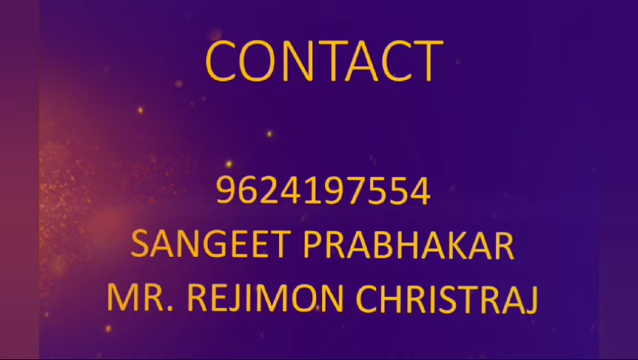 CONTACT
9624197554
SANGEET PRABHAKAR
MR. REJIMON CHRISTRAJ